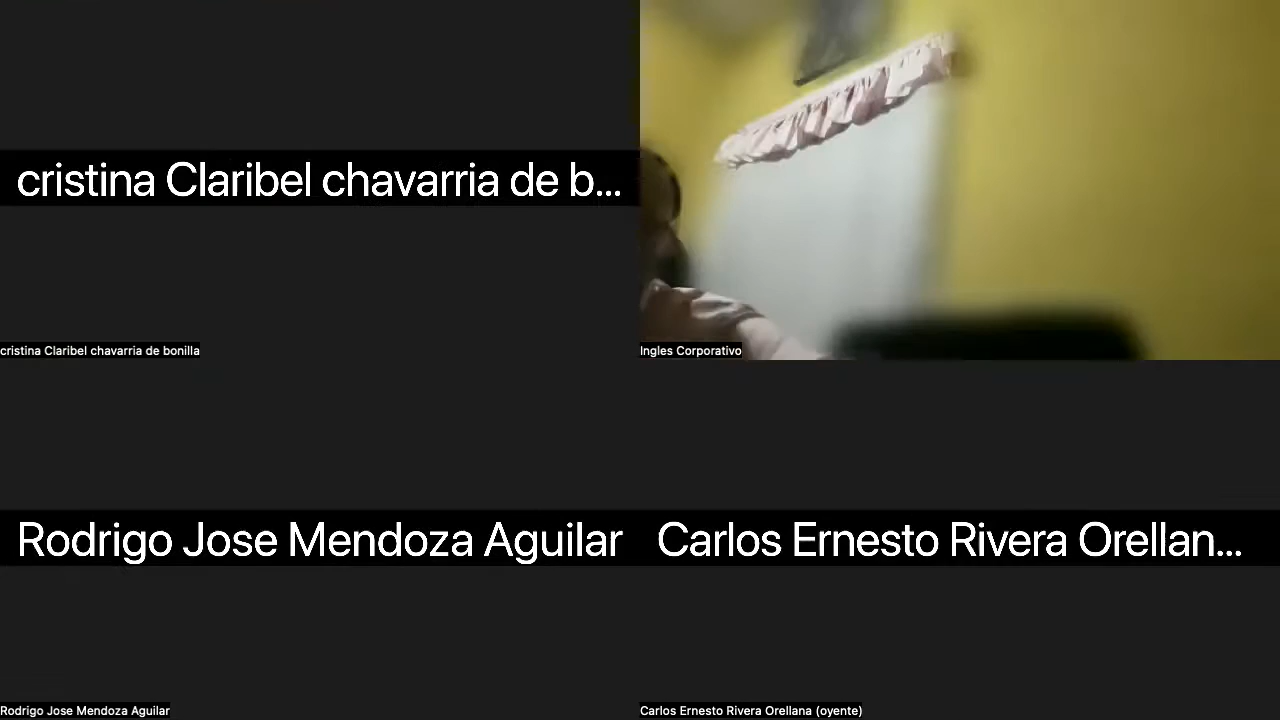 cristina Claribel chavarria de b...
cristina Claribel chavarria de bonilla
Ingles Corporativo
Rodrigo Jose Mendoza Aguilar
Carlos Ernesto Rivera Orellan...
Rodrigo Jose Mendoza Aguilar
Carlos Ernesto Rivera Orellana (oyente)